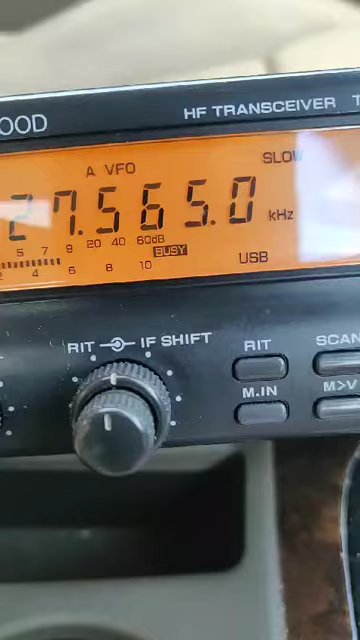 OOD
HF TRANSCEIVER T
A VFO
SLOW
27.565.0 kHz
5 7 9 20 40 60dB
BUSY
2 4 6 8 10
USB
RIT IF SHIFT
RIT
SCAN
M.IN
M>V